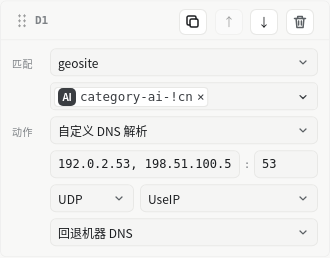 D1
匹配 geosite
AI category-ai-!cn ×
动作 自定义 DNS 解析
192.0.2.53, 198.51.100.5 : 53
UDP UseIP
回退机器 DNS